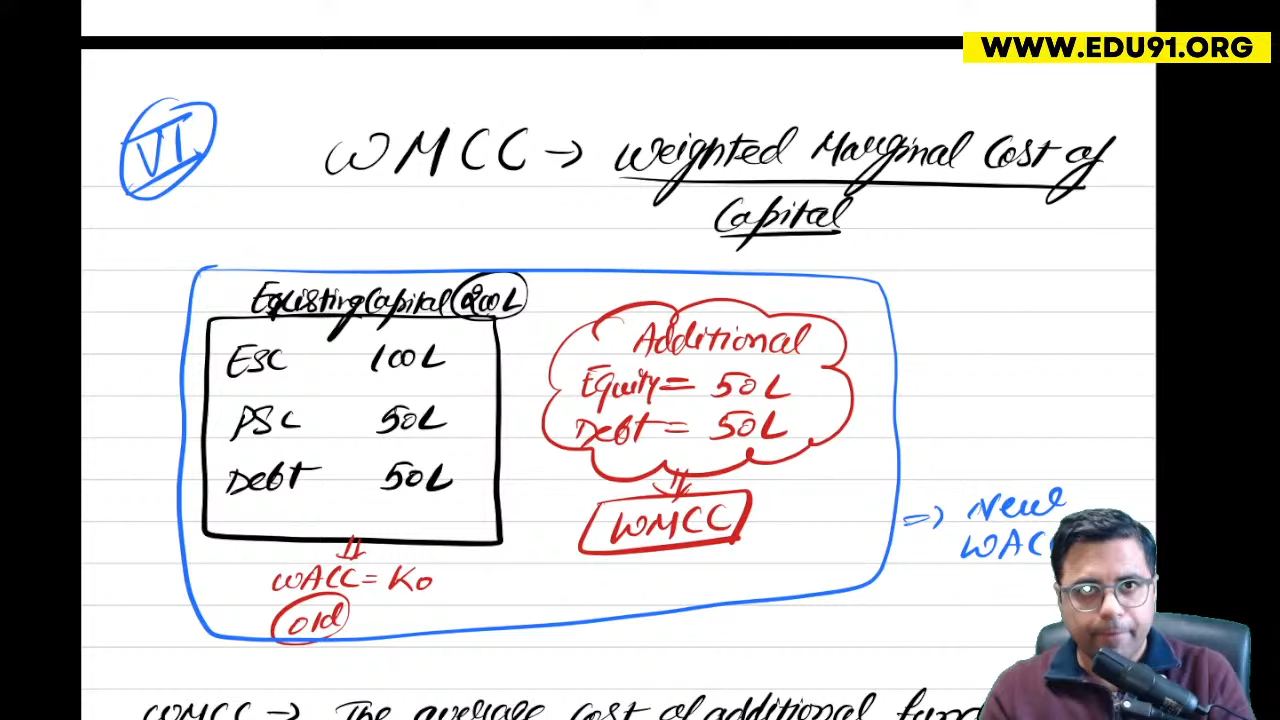 WWW.EDU91.ORG
VI
WMCC → Weighted Marginal Cost of
Capital
Existing Capital 200L
ESC 100L
PSC 50L
Debt 50L
WACC = Ko
old
Additional
Equity = 50L
Debt = 50L
WMCC
⇒ New
WAC
WMCC → The average cost of additional fun